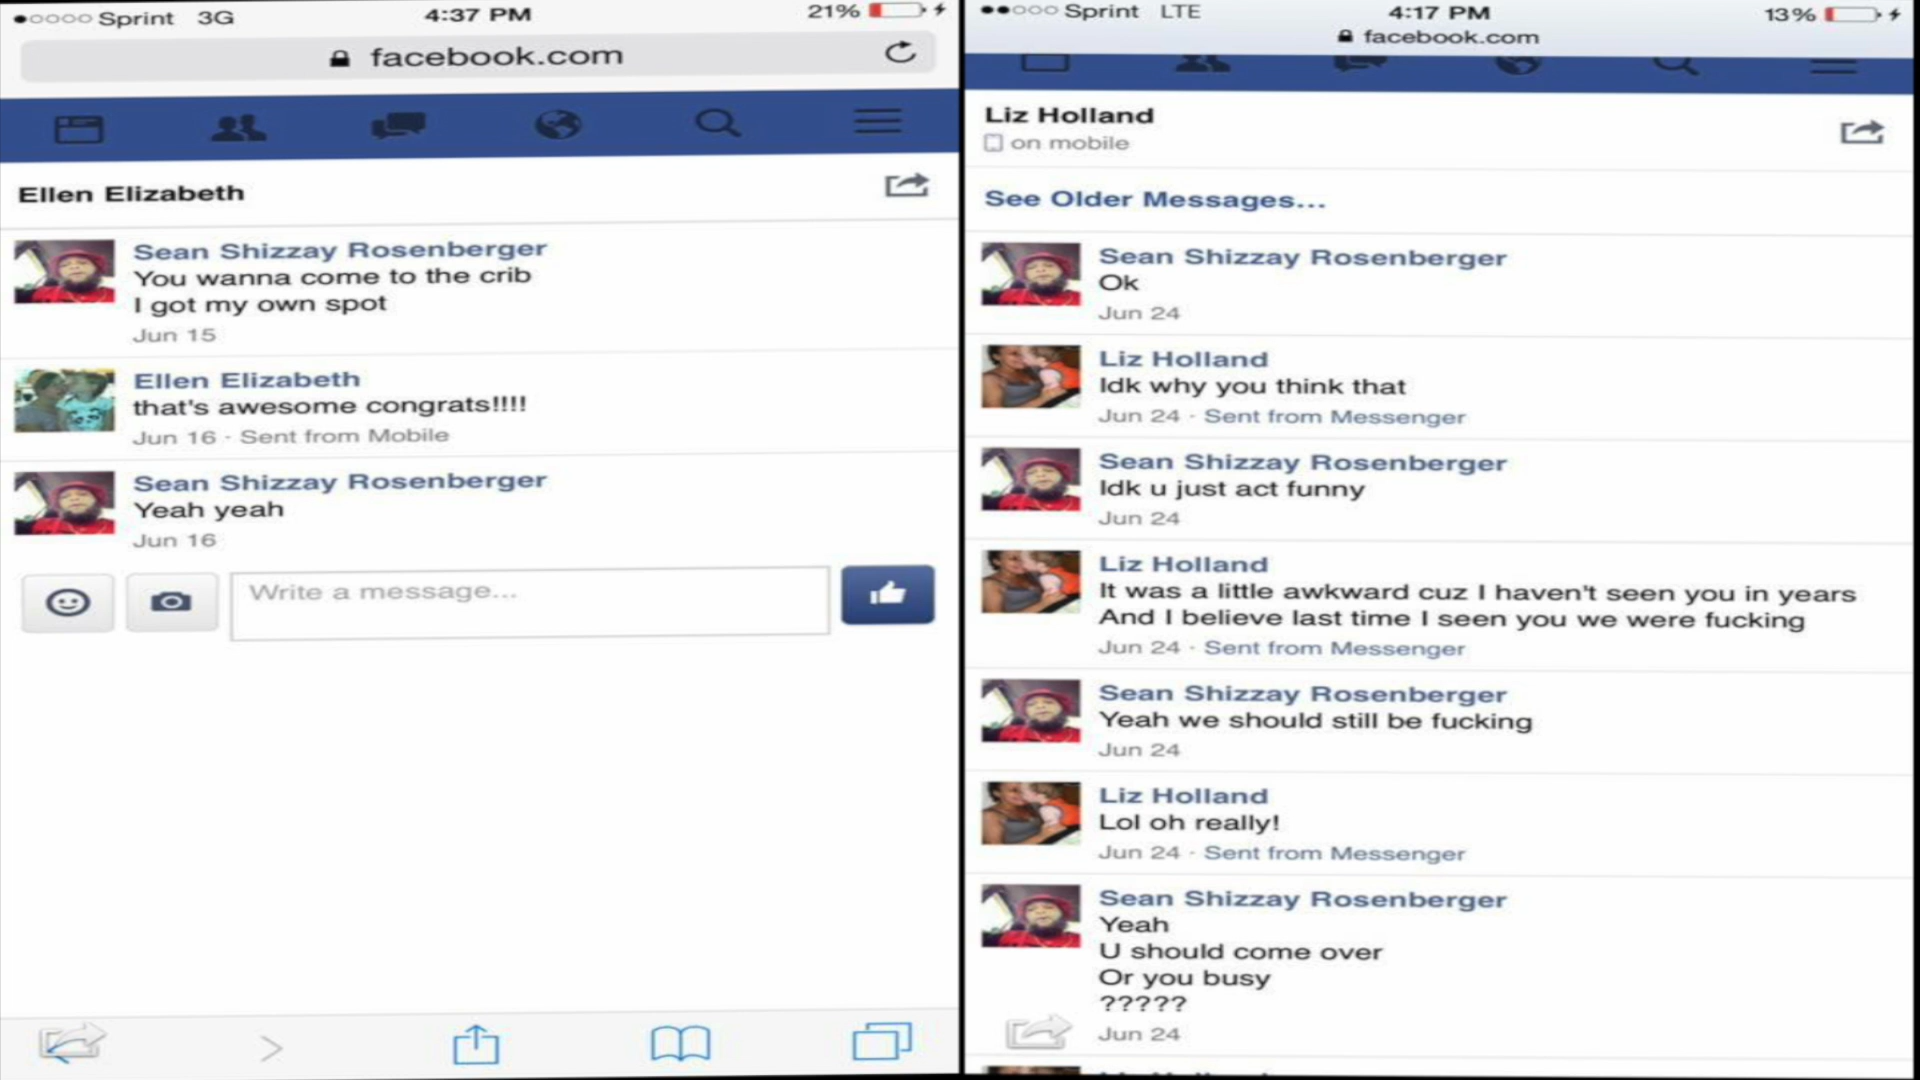 Sprint 3G
4:37 PM
21%
facebook.com
Ellen Elizabeth
Sean Shizzay Rosenberger
You wanna come to the crib
I got my own spot
Jun 15
Ellen Elizabeth
that's awesome congrats!!!!
Jun 16 · Sent from Mobile
Sean Shizzay Rosenberger
Yeah yeah
Jun 16
Write a message...
Sprint LTE
4:17 PM
13%
facebook.com
Liz Holland
on mobile
See Older Messages...
Sean Shizzay Rosenberger
Ok
Jun 24
Liz Holland
Idk why you think that
Jun 24 · Sent from Messenger
Sean Shizzay Rosenberger
Idk u just act funny
Jun 24
Liz Holland
It was a little awkward cuz I haven't seen you in years
And I believe last time I seen you we were fucking
Jun 24 · Sent from Messenger
Sean Shizzay Rosenberger
Yeah we should still be fucking
Jun 24
Liz Holland
Lol oh really!
Jun 24 · Sent from Messenger
Sean Shizzay Rosenberger
Yeah
U should come over
Or you busy
?????
Jun 24